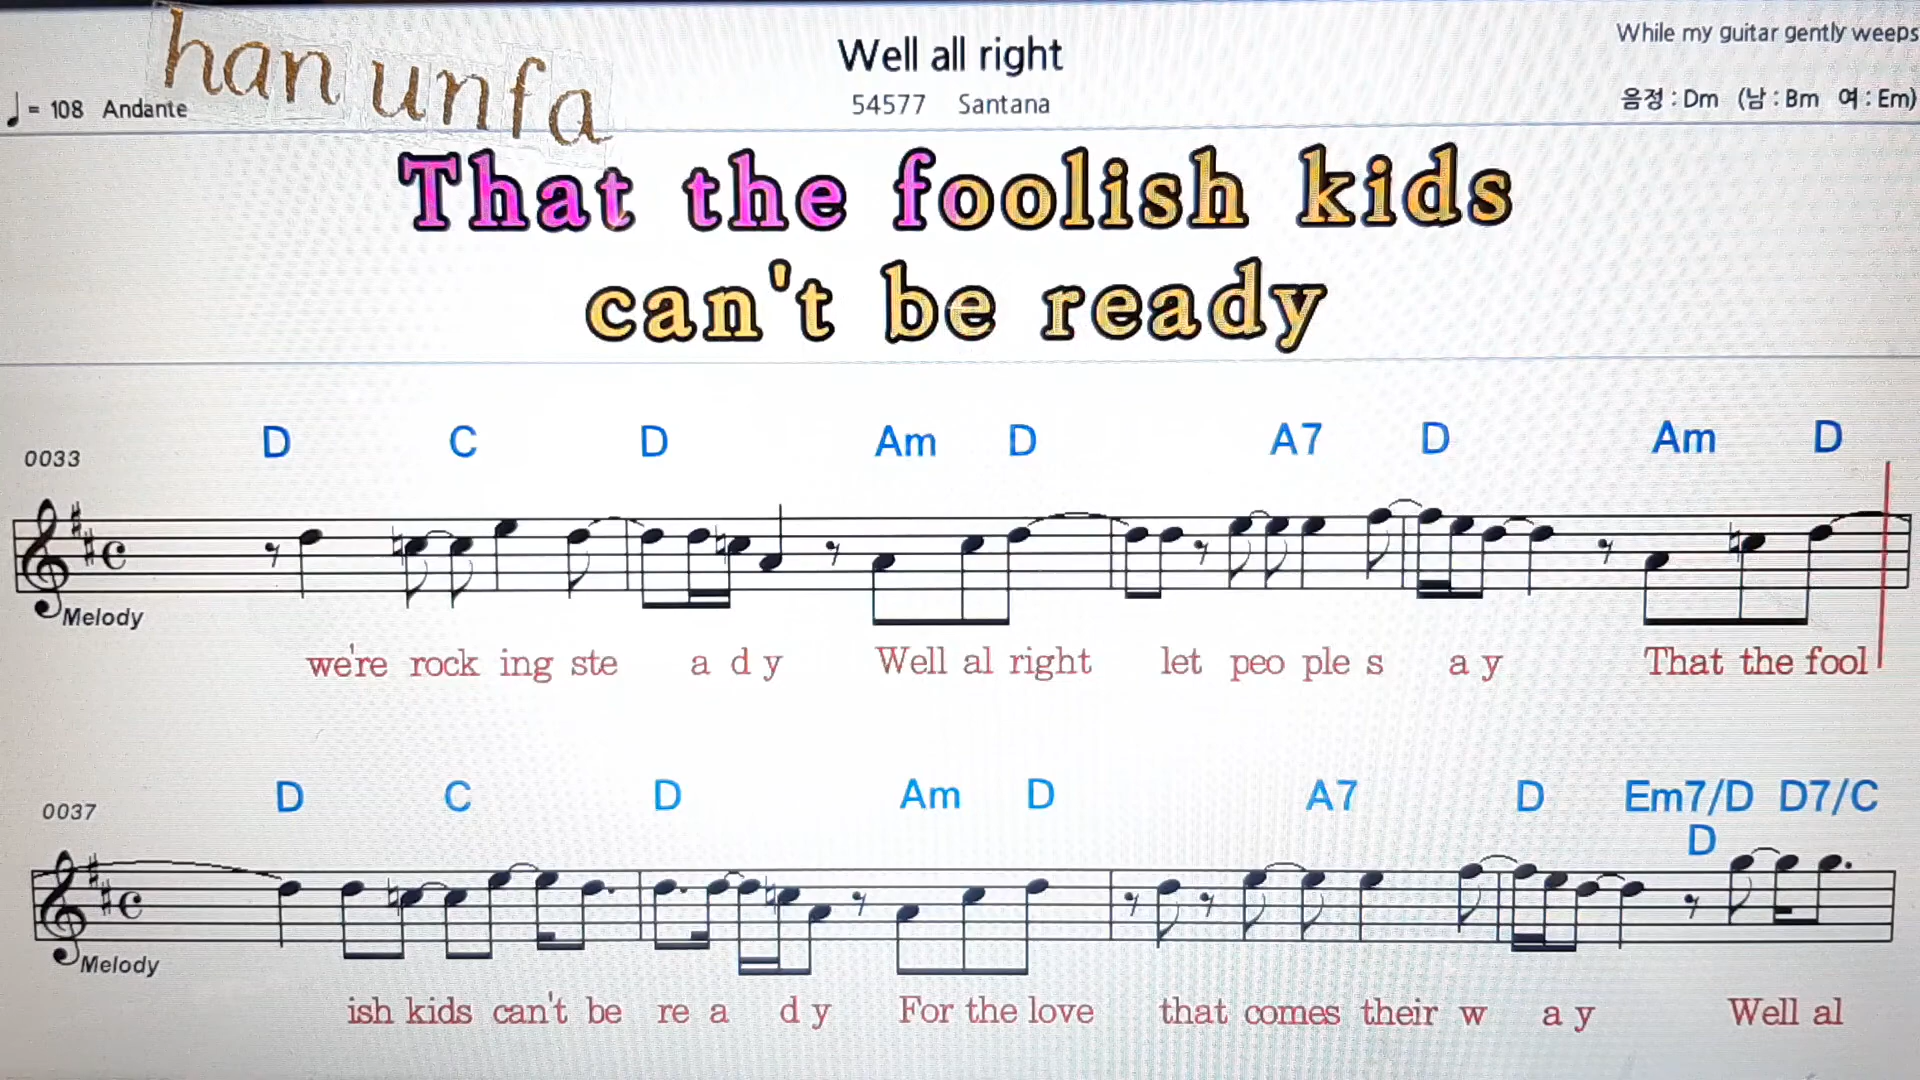 han unfa
Well all right
While my guitar gently weeps
♩ = 108 Andante
54577 Santana
음정 : Dm (남 : Bm 여 : Em)
That the foolish kids
can't be ready
D C D Am D A7 D Am D
0033
Melody
we're rock ing ste a d y Well al right let peo ple s a y That the fool
D C D Am D A7 D Em7/D D7/C
D
0037
Melody
ish kids can't be re a d y For the love that comes their w a y Well al